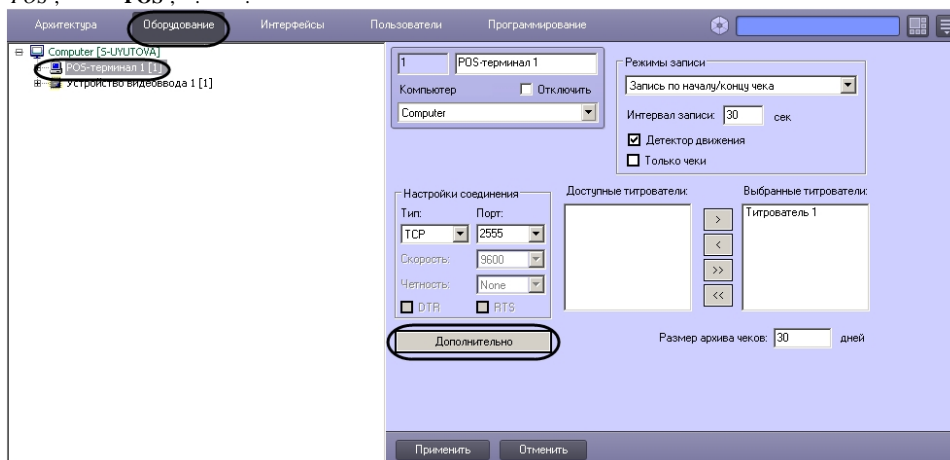 POS , POS , . .
Архитектура Оборудование Интерфейсы Пользователи Программирование
Computer [S-UYUTOVA]
POS-терминал 1 [1]
Устройство видеоввода 1 [1]
1 POS-терминал 1
Компьютер Отключить
Computer
Режимы записи
Запись по началу/концу чека
Интервал записи: 30 сек
Детектор движения
Только чеки
Настройки соединения
Тип: Порт:
TCP 2555
Скорость: 9600
Четность: None
DTR RTS
Доступные титрователи: Выбранные титрователи:
Титрователь 1
>
<
>>
<<
Дополнительно
Размер архива чеков: 30 дней
Применить Отменить